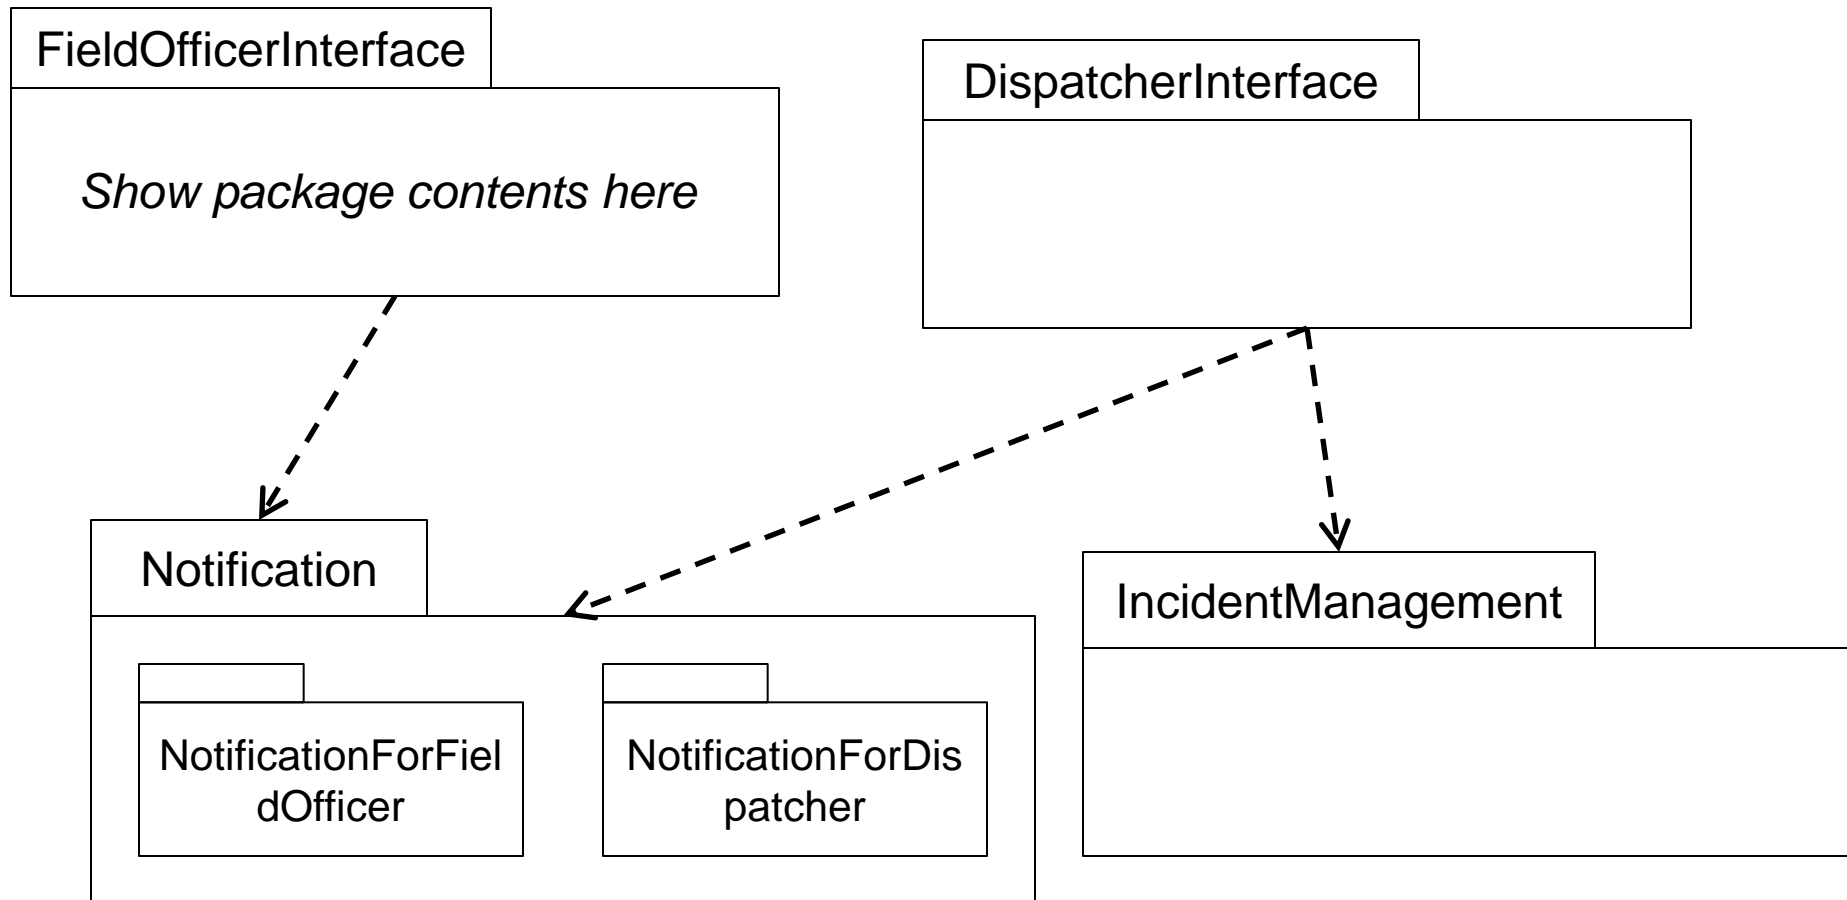 FieldOfficerInterface
DispatcherInterface
Show package contents here
Notification
IncidentManagement
NotificationForFiel
dOfficer
NotificationForDis
patcher